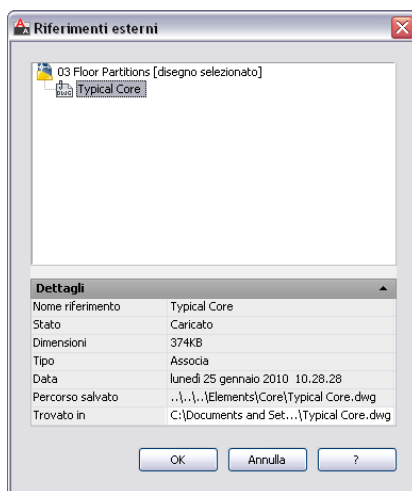 Riferimenti esterni
03 Floor Partitions [disegno selezionato]
Typical Core
Dettagli
Nome riferimento Typical Core
Stato Caricato
Dimensioni 374KB
Tipo Associa
Data lunedì 25 gennaio 2010 10.28.28
Percorso salvato ..\..\..\Elements\Core\Typical Core.dwg
Trovato in C:\Documents and Set...\Typical Core.dwg
OK Annulla ?